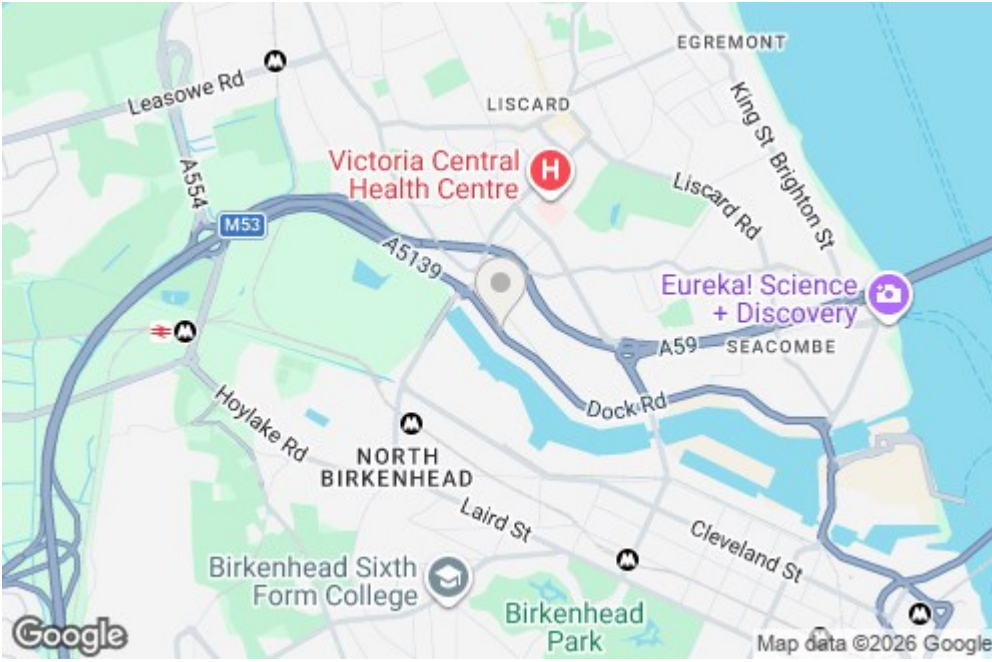 EGREMONT
Leasowe Rd
LISCARD
King St
Brighton St
Victoria Central
Health Centre
H
A554
Liscard Rd
M53
A5139
Eureka! Science
+ Discovery
A59
SEACOMBE
Hoylake Rd
Dock Rd
NORTH
BIRKENHEAD
Laird St
Cleveland St
Birkenhead Sixth
Form College
Birkenhead
Park
Google
Map data ©2026 Google